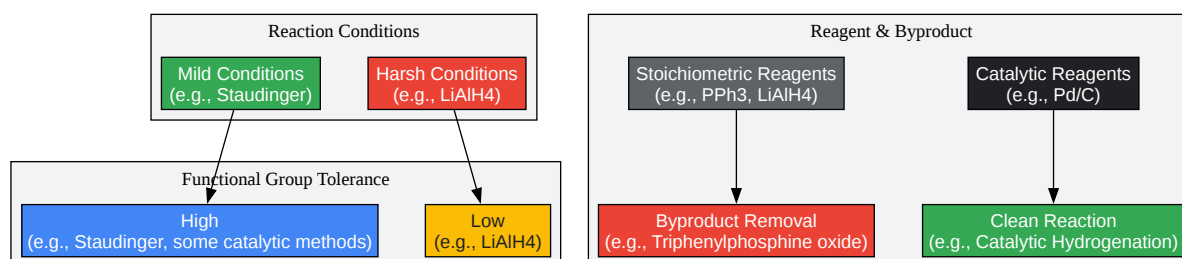 Reaction Conditions
Mild Conditions
(e.g., Staudinger)
Harsh Conditions
(e.g., LiAlH4)
Functional Group Tolerance
High
(e.g., Staudinger, some catalytic methods)
Low
(e.g., LiAlH4)
Reagent & Byproduct
Stoichiometric Reagents
(e.g., PPh3, LiAlH4)
Catalytic Reagents
(e.g., Pd/C)
Byproduct Removal
(e.g., Triphenylphosphine oxide)
Clean Reaction
(e.g., Catalytic Hydrogenation)